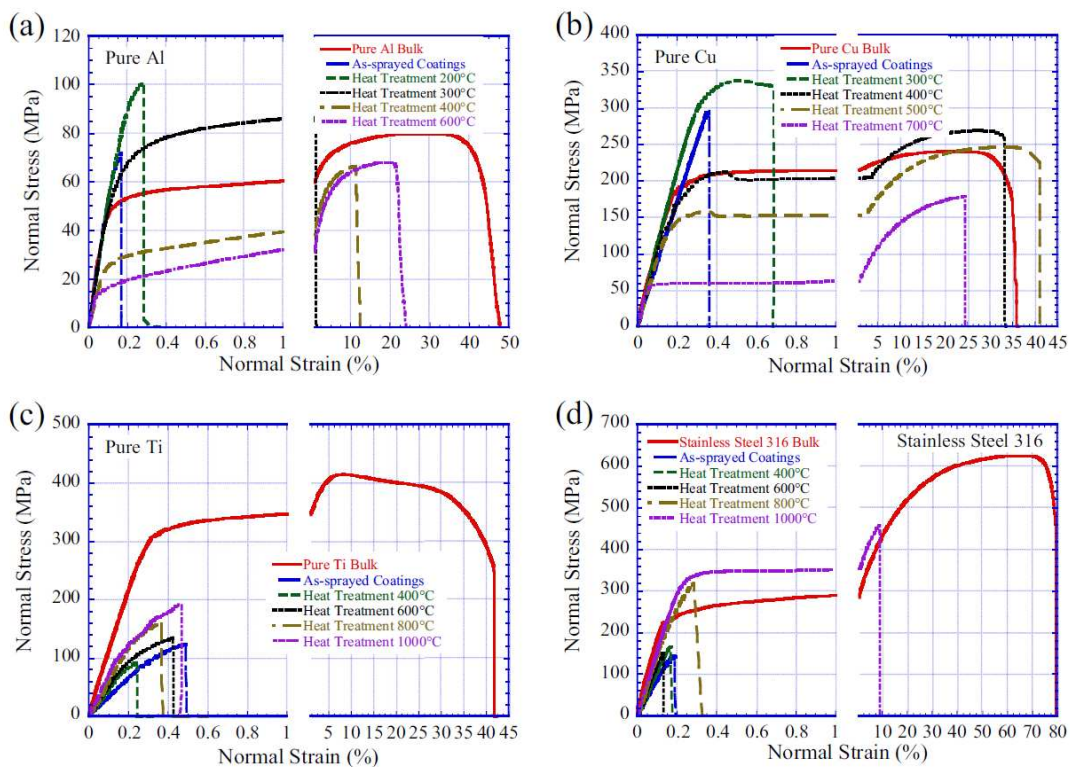 (a)
Pure Al
Pure Al Bulk
As-sprayed Coatings
Heat Treatment 200°C
Heat Treatment 300°C
Heat Treatment 400°C
Heat Treatment 600°C
Normal Stress (MPa)
120
100
80
60
40
20
0
0 0.2 0.4 0.6 0.8 1 10 20 30 40 50
Normal Strain (%)
(b)
Pure Cu
Pure Cu Bulk
As-sprayed Coatings
Heat Treatment 300°C
Heat Treatment 400°C
Heat Treatment 500°C
Heat Treatment 700°C
Normal Stress (MPa)
400
350
300
250
200
150
100
50
0
0 0.2 0.4 0.6 0.8 1 5 10 15 20 25 30 35 40 45
Normal Strain (%)
(c)
Pure Ti
Pure Ti Bulk
As-sprayed Coatings
Heat Treatment 400°C
Heat Treatment 600°C
Heat Treatment 800°C
Heat Treatment 1000°C
Normal Stress (MPa)
500
400
300
200
100
0
0 0.2 0.4 0.6 0.8 1 5 10 15 20 25 30 35 40 45
Normal Strain (%)
(d)
Stainless Steel 316
Stainless Steel 316 Bulk
As-sprayed Coatings
Heat Treatment 400°C
Heat Treatment 600°C
Heat Treatment 800°C
Heat Treatment 1000°C
Normal Stress (MPa)
700
600
500
400
300
200
100
0
0 0.2 0.4 0.6 0.8 1 10 20 30 40 50 60 70 80
Normal Strain (%)